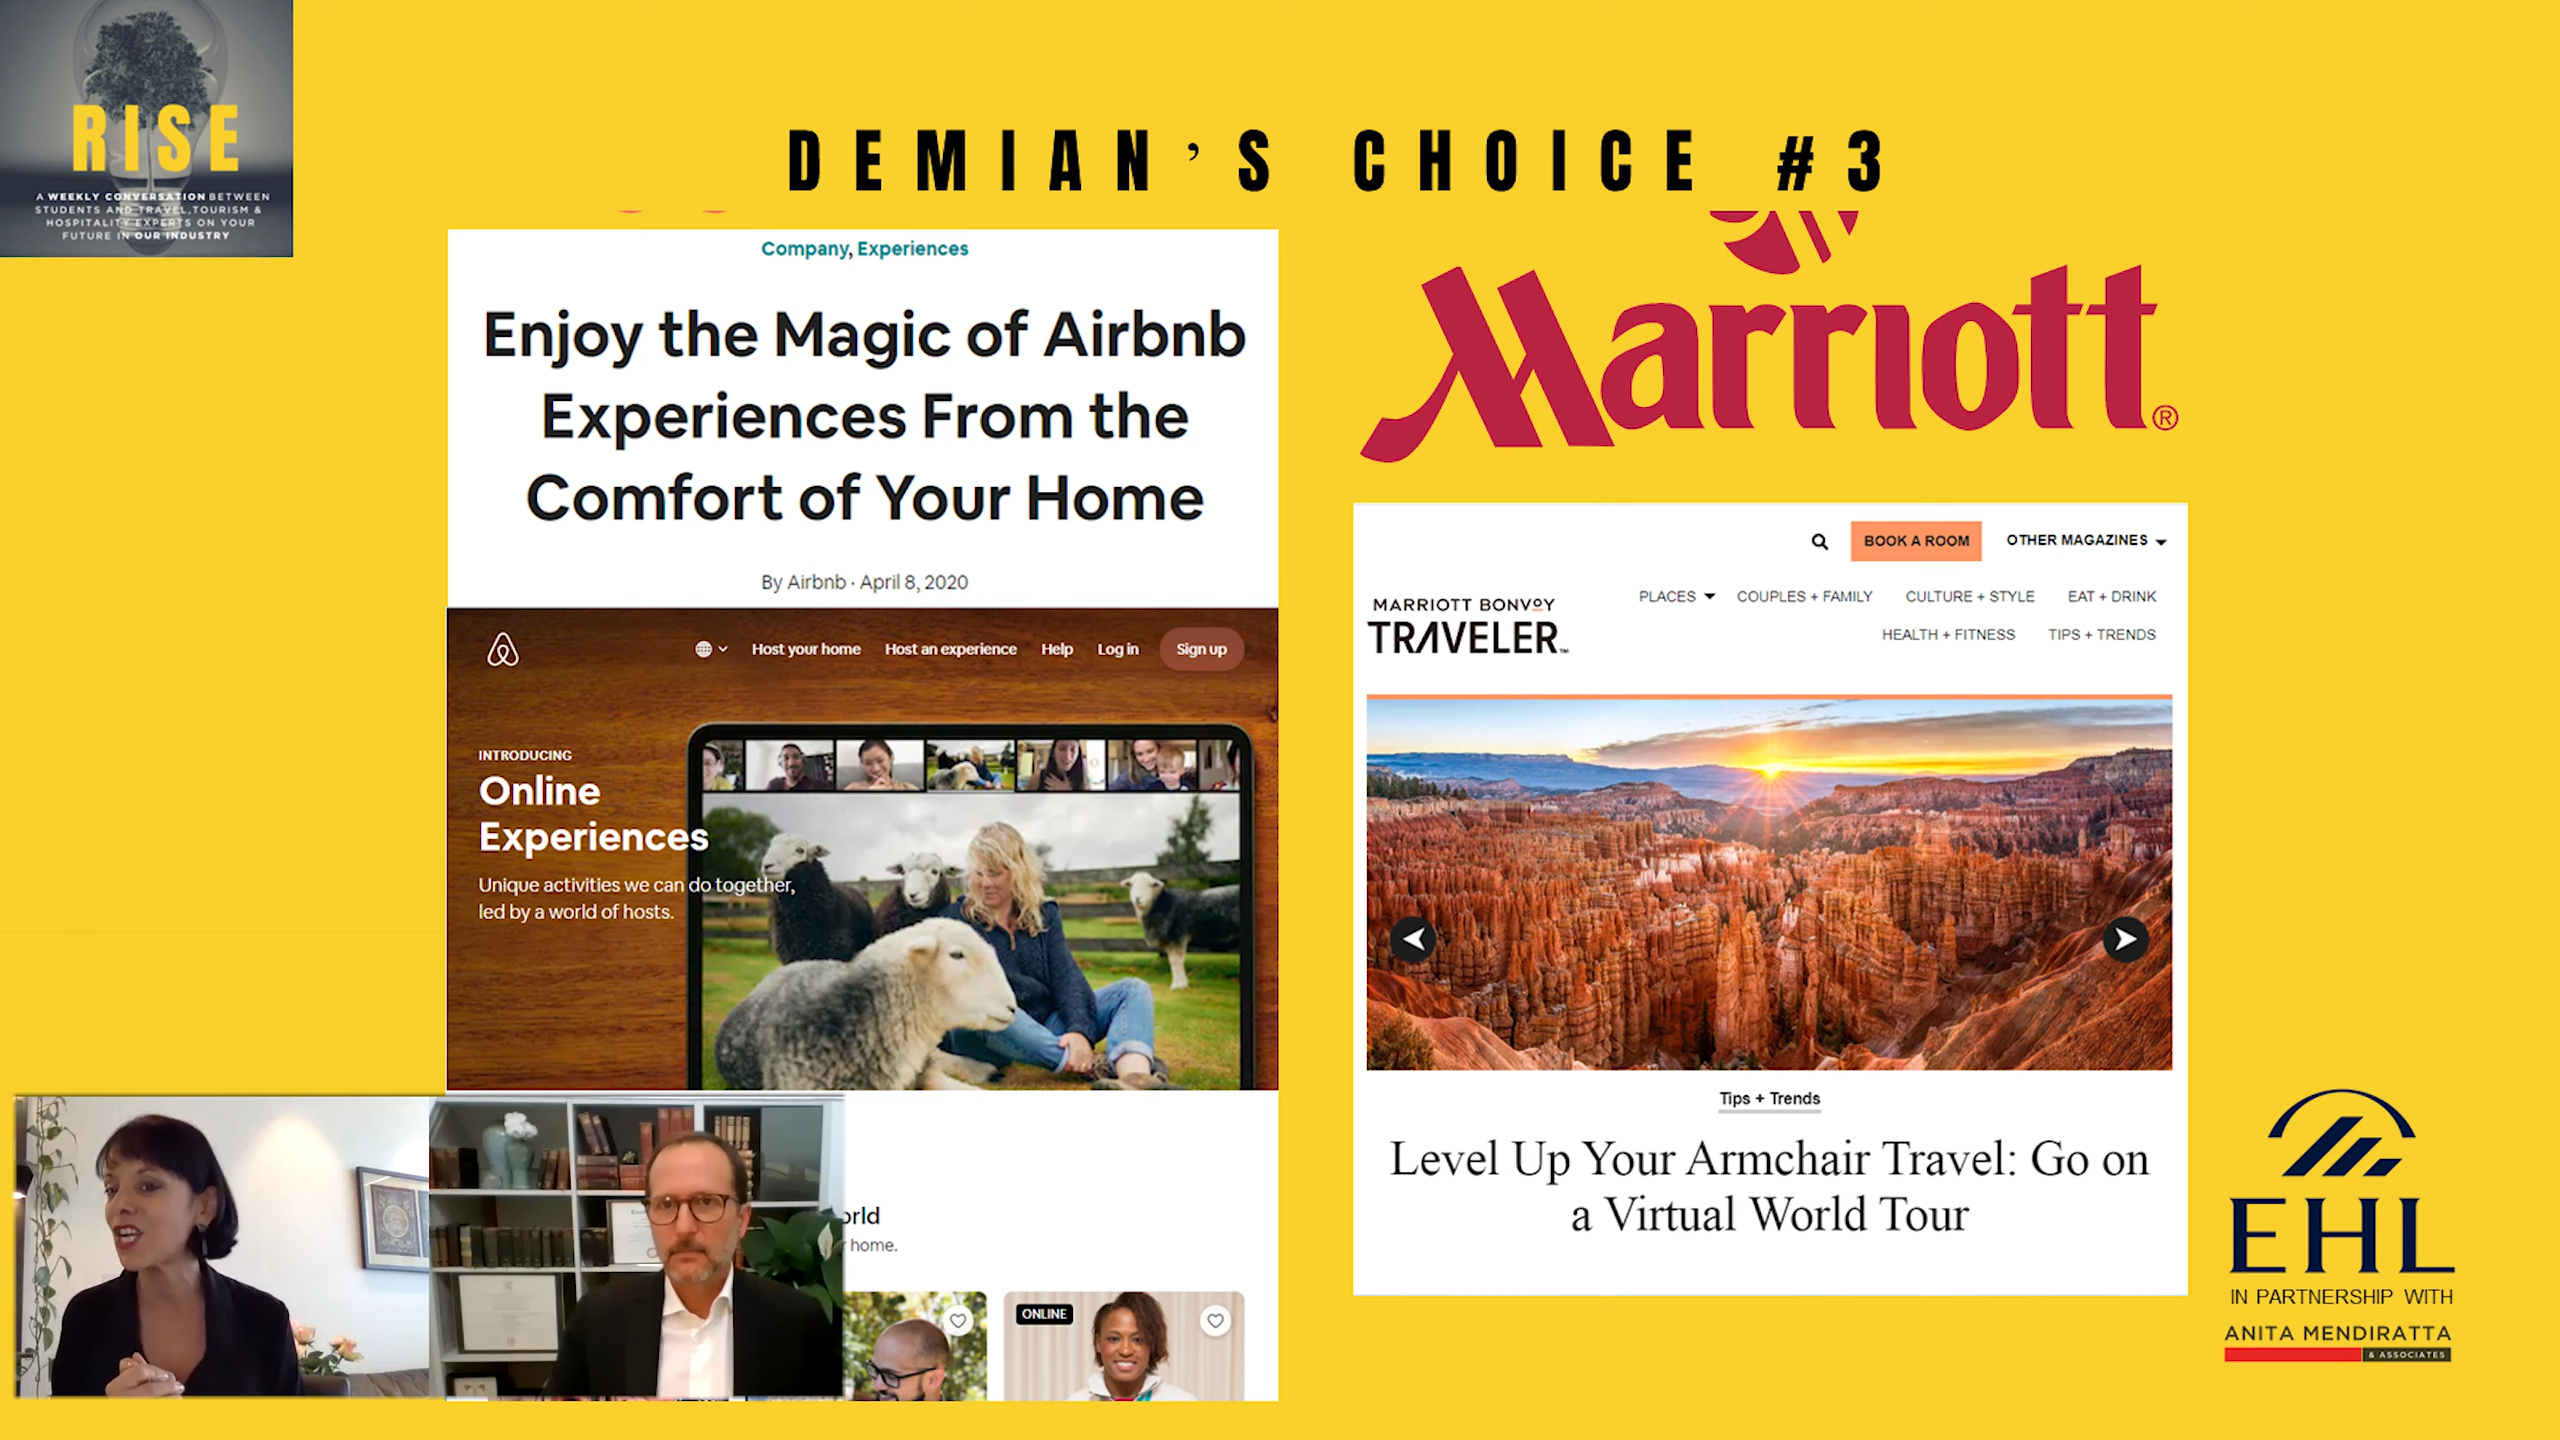 RISE
A WEEKLY CONVERSATION BETWEEN
STUDENTS AND TRAVEL, TOURISM &
HOSPITALITY EXPERTS ON YOUR
FUTURE IN OUR INDUSTRY
DEMIAN'S CHOICE #3
Company, Experiences
Enjoy the Magic of Airbnb
Experiences From the
Comfort of Your Home
By Airbnb · April 8, 2020
Host your home
Host an experience
Help
Log in
Sign up
INTRODUCING
Online
Experiences
Unique activities we can do together,
led by a world of hosts.
home.
ONLINE
Marriott®
BOOK A ROOM
OTHER MAGAZINES
MARRIOTT BONVOY
TRAVELER™
PLACES
COUPLES + FAMILY
CULTURE + STYLE
EAT + DRINK
HEALTH + FITNESS
TIPS + TRENDS
Tips + Trends
Level Up Your Armchair Travel: Go on
a Virtual World Tour
EHL
IN PARTNERSHIP WITH
ANITA MENDIRATTA
& ASSOCIATES